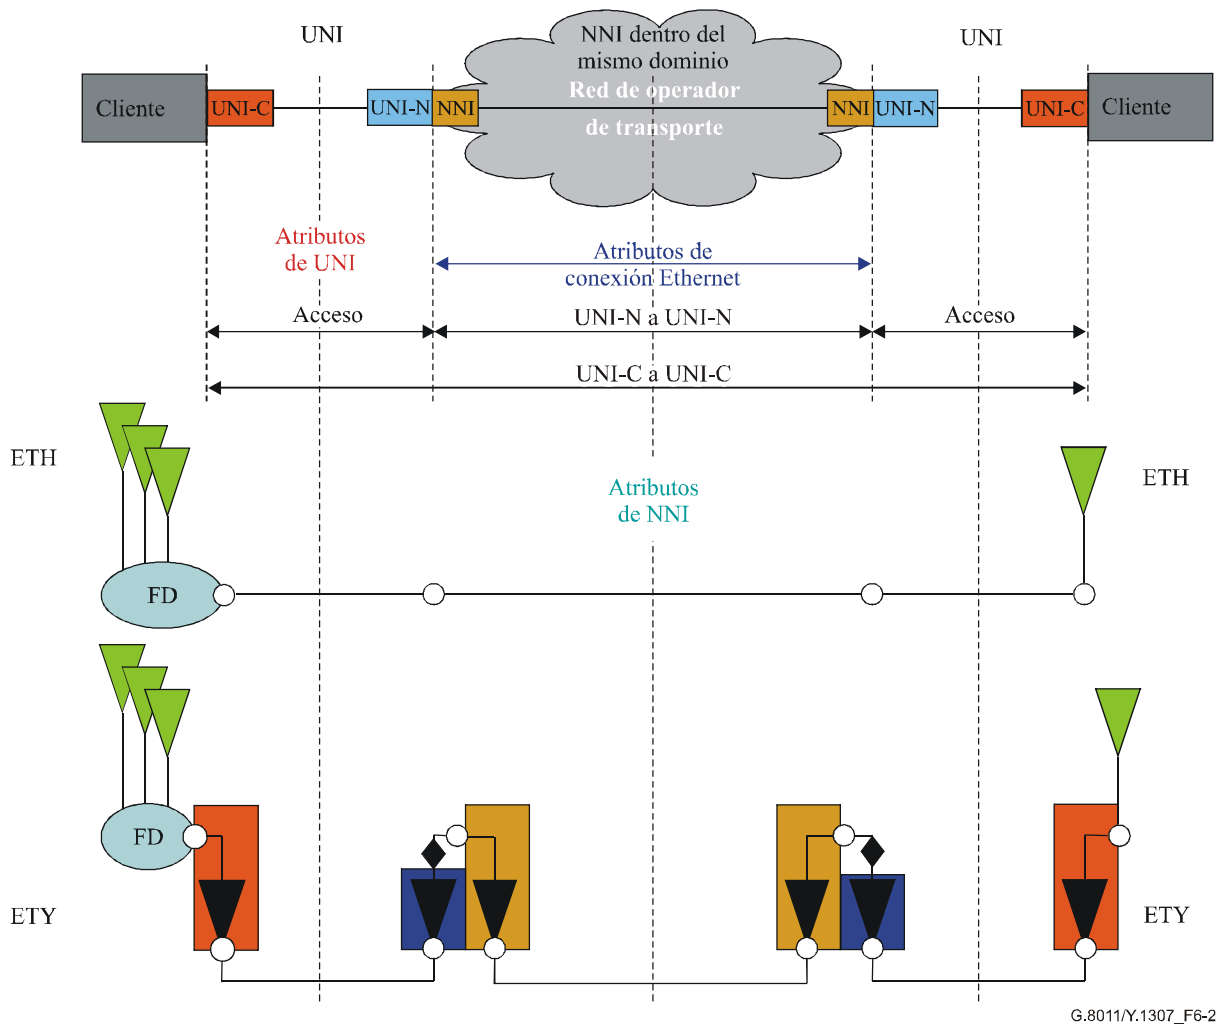 UNI
NNI dentro del
mismo dominio
UNI
Cliente
UNI-C
UNI-N
NNI
Red de operador
de transporte
NNI
UNI-N
UNI-C
Cliente
Atributos
de UNI
Atributos de
conexión Ethernet
Acceso
UNI-N a UNI-N
Acceso
UNI-C a UNI-C
ETH
ETH
Atributos
de NNI
FD
FD
ETY
ETY
G.8011/Y.1307_F6-2